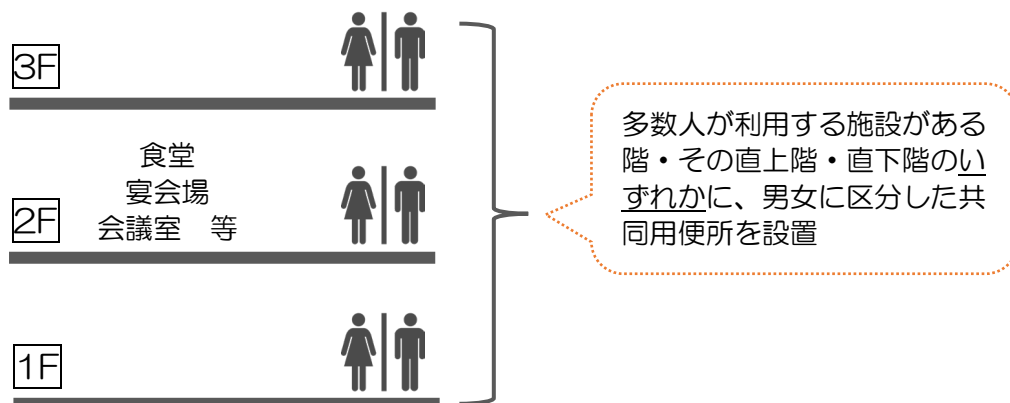 3F
食堂
宴会場
2F
会議室　等
1F
多数人が利用する施設がある
階・その直上階・直下階のい
ずれかに、男女に区分した共
同用便所を設置